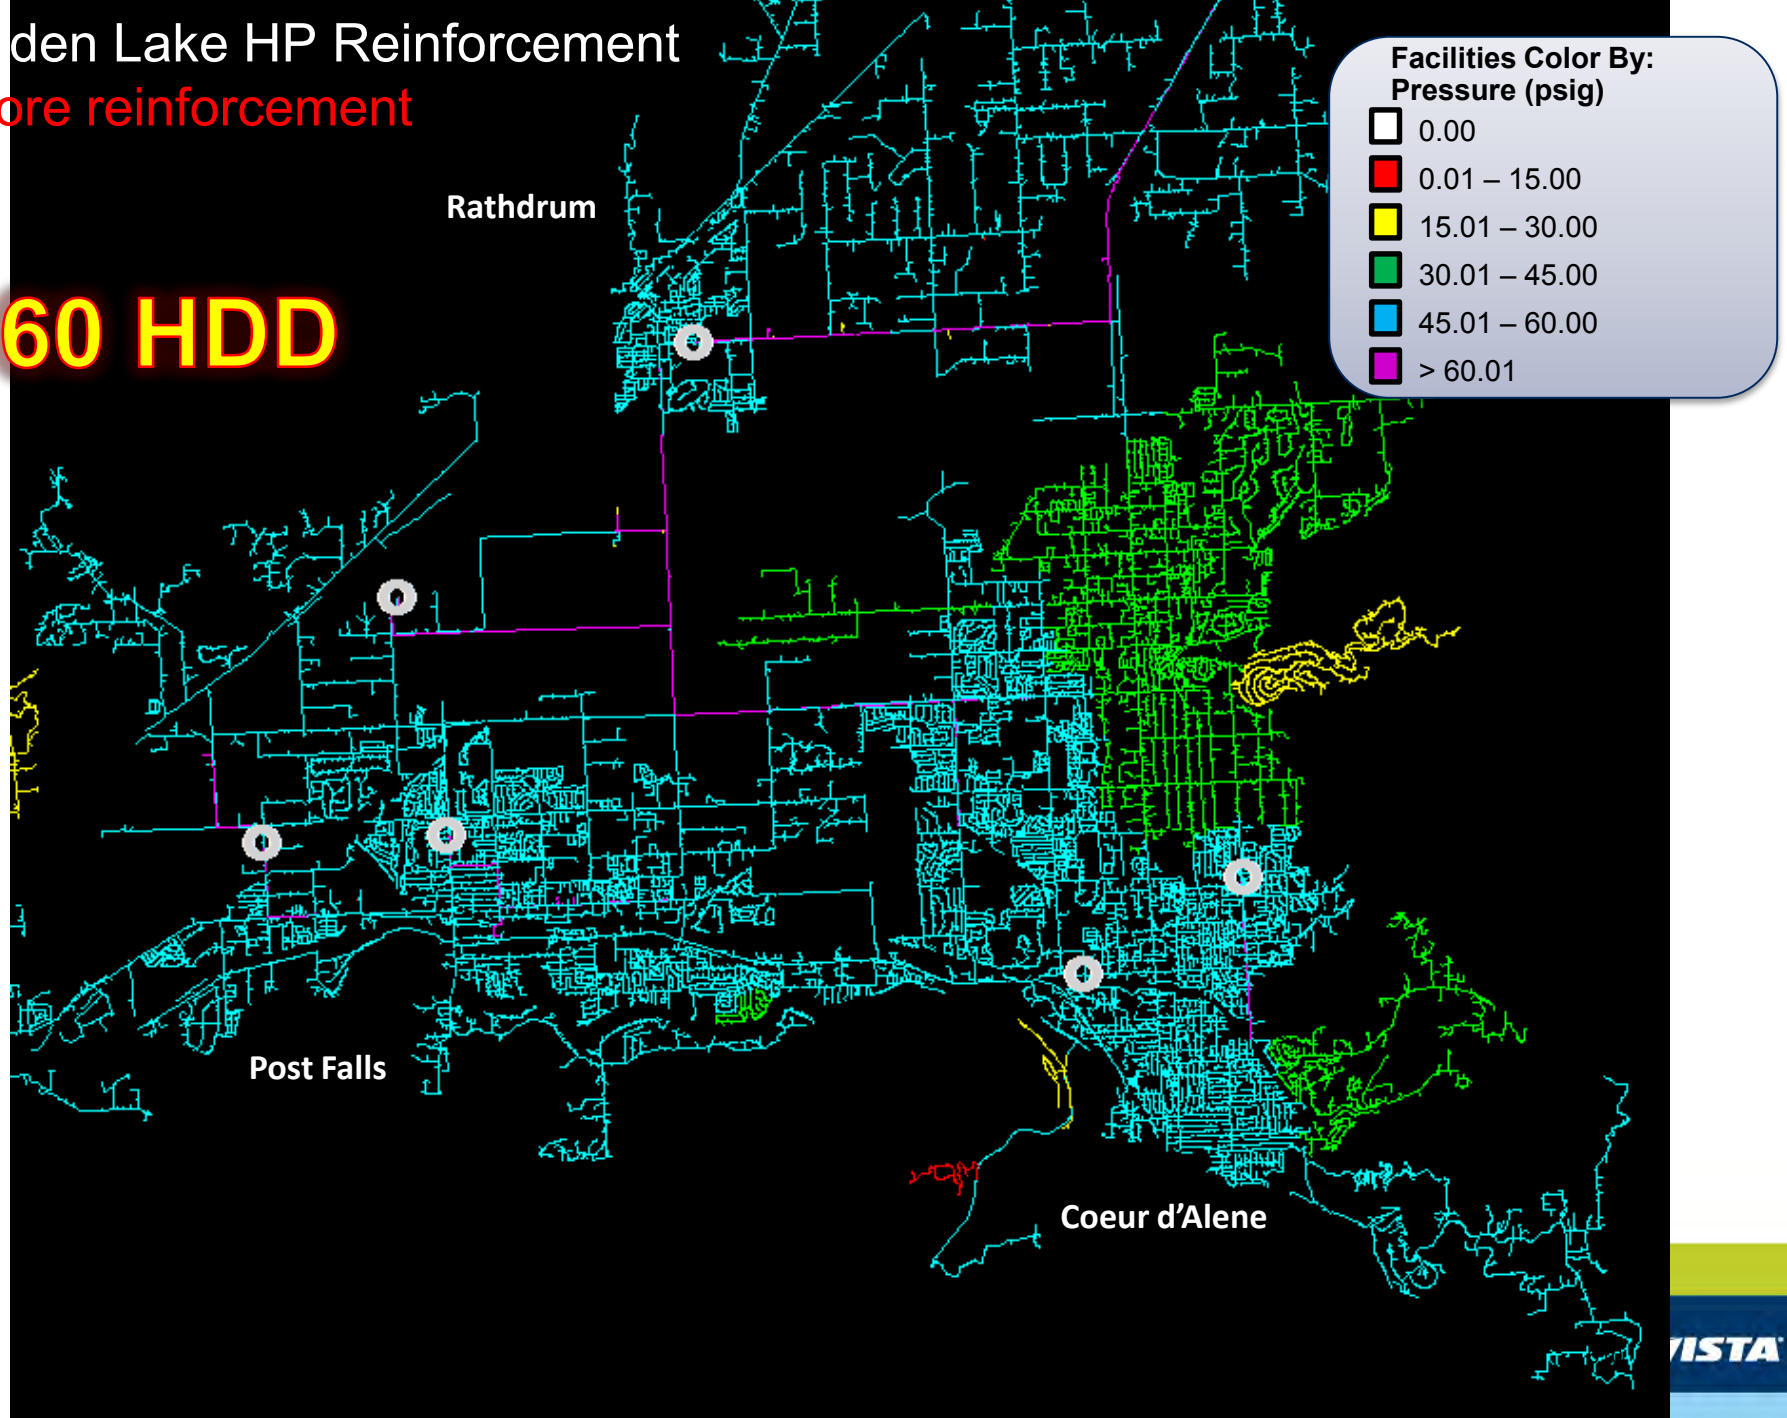 den Lake HP Reinforcement
ore reinforcement
60 HDD
Rathdrum
Post Falls
Coeur d’Alene
Facilities Color By:
Pressure (psig)
0.00
0.01 – 15.00
15.01 – 30.00
30.01 – 45.00
45.01 – 60.00
> 60.01
VISTA